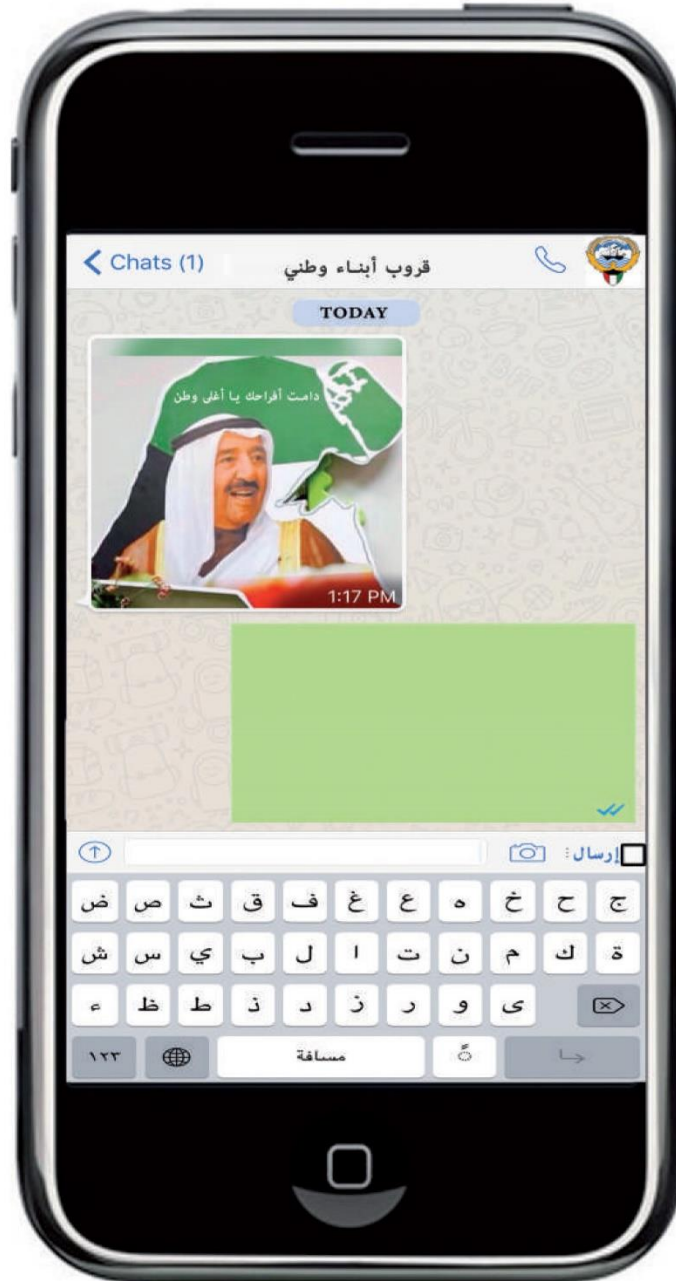 Chats (1)
قروب أبناء وطني
TODAY
دامت أفراحك يا أغلى وطن
1:17 PM
إرسال:
ض ص ث ق ف غ ع ه خ ح ج
ش س ي ب ل ا ت ن م ك ة
ء ظ ط ذ د ز ر و ى
١٢٣ مسافة